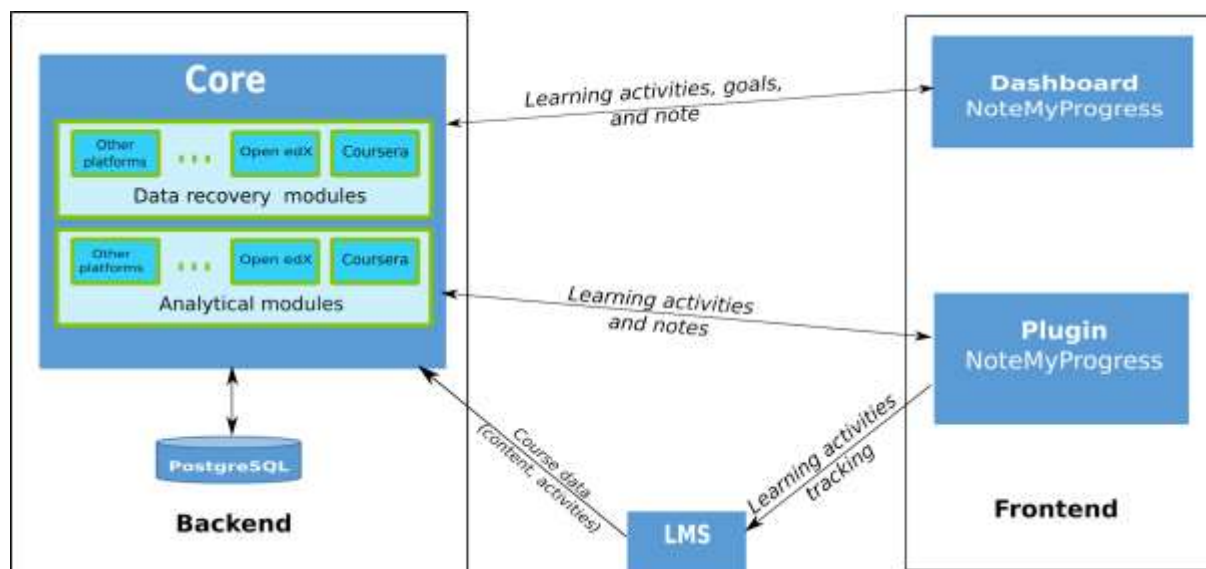 Core
Other
platforms
Open edX
Coursera
Data recovery modules
Other
platforms
Open edX
Coursera
Analytical modules
PostgreSQL
Backend
Learning activities, goals,
and note
Learning activities
and notes
Course data
(content, activities)
LMS
Learning activities
tracking
Dashboard
NoteMyProgress
Plugin
NoteMyProgress
Frontend